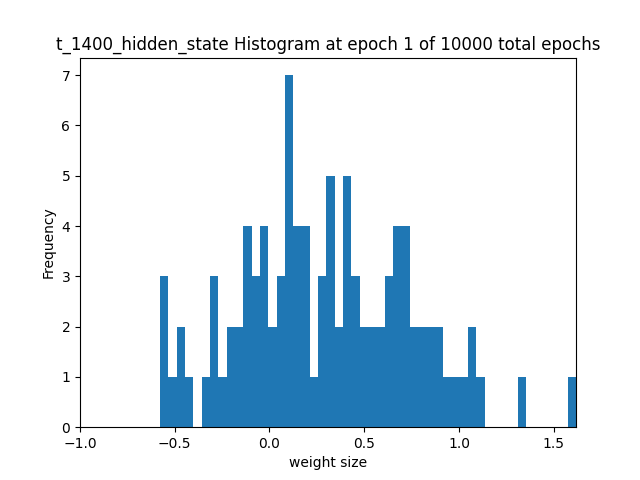 t_1400_hidden_state Histogram at epoch 1 of 10000 total epochs
7
6
5
4
3
2
1
0
Frequency
−1.0 −0.5 0.0 0.5 1.0 1.5
weight size